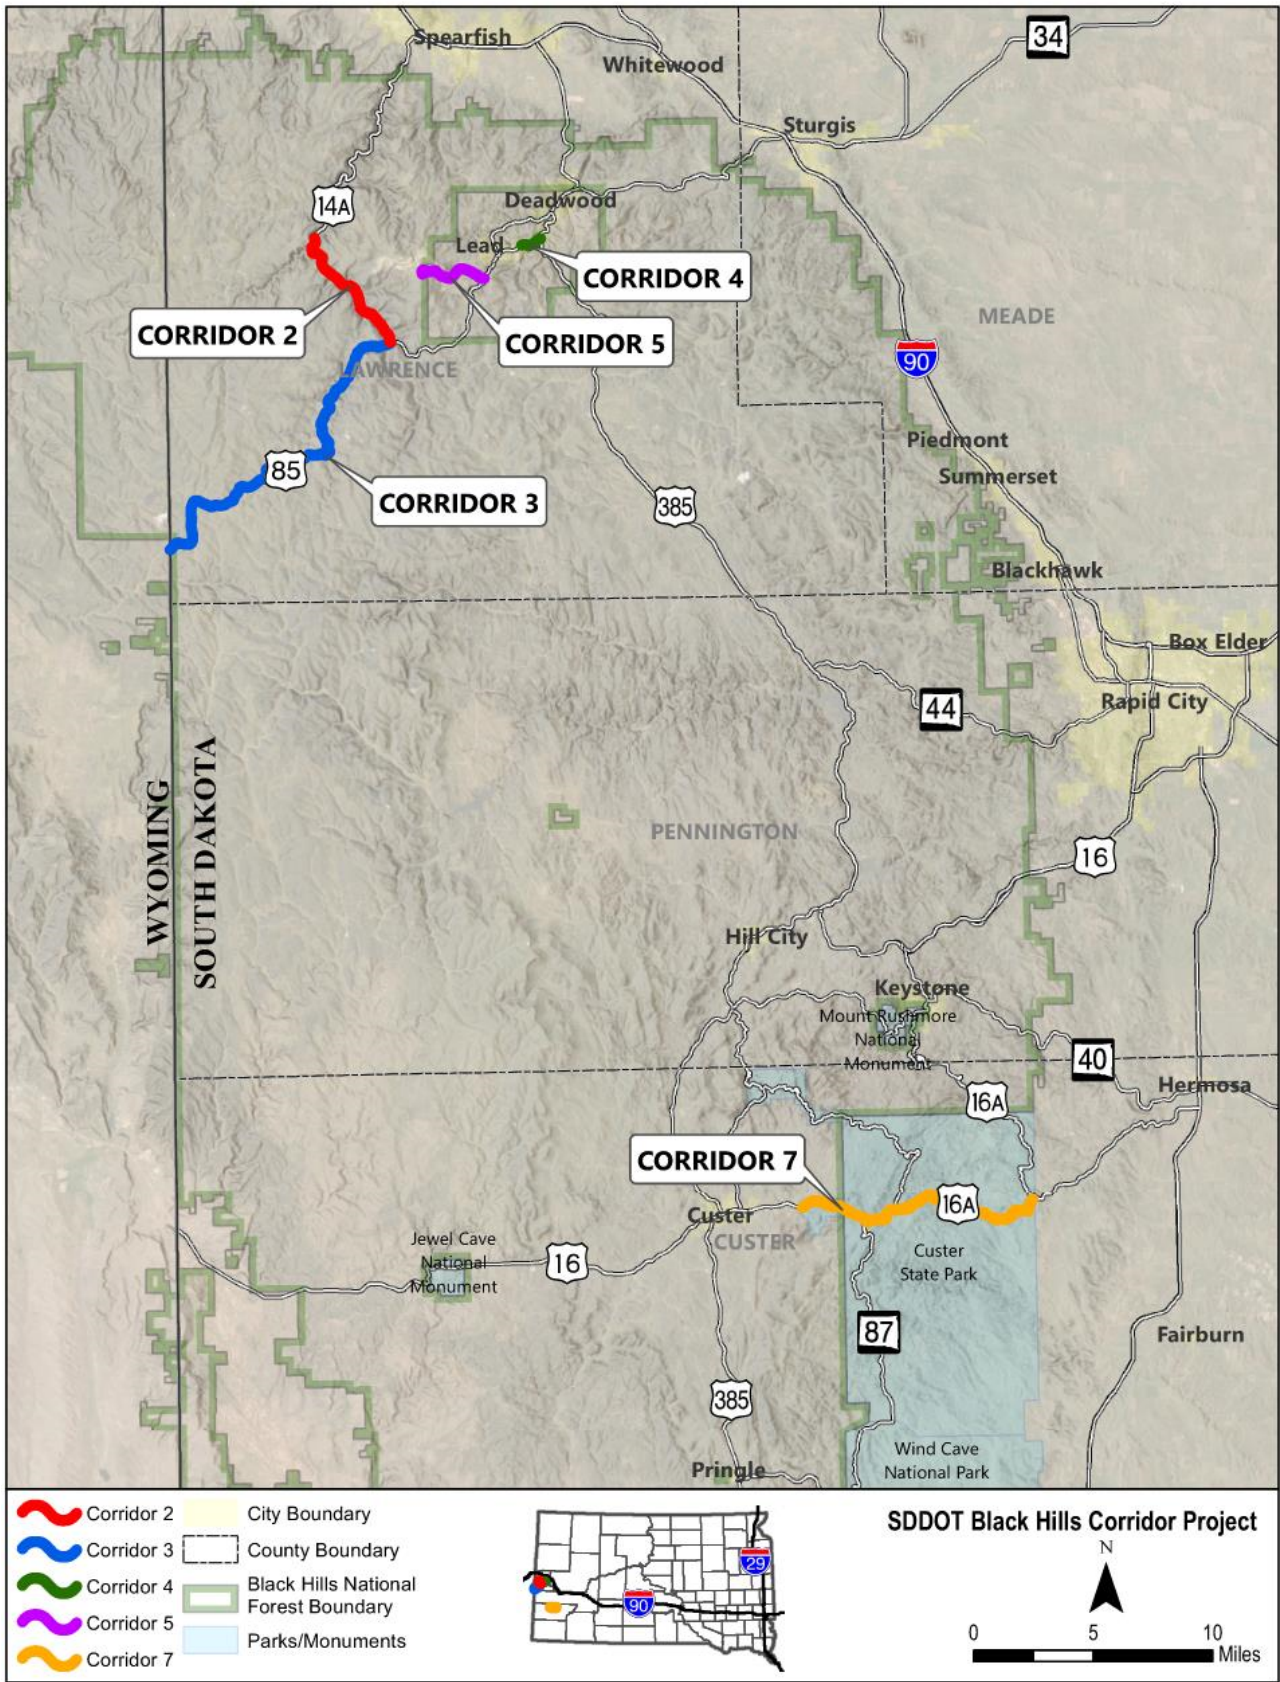 Spearfish
Whitewood
34
Sturgis
14A
Deadwood
Lead
CORRIDOR 4
CORRIDOR 2
CORRIDOR 5
MEADE
90
LAWRENCE
Piedmont
85
Summerset
CORRIDOR 3
385
Blackhawk
Box Elder
Rapid City
44
WYOMING
SOUTH DAKOTA
PENNINGTON
16
Hill City
Keystone
Mount Rushmore
National
Monument
40
Hermosa
16A
CORRIDOR 7
Custer
16A
CUSTER
Jewel Cave
National
Monument
16
Custer
State Park
87
Fairburn
385
Wind Cave
National Park
Pringle
Corridor 2
Corridor 3
Corridor 4
Corridor 5
Corridor 7
City Boundary
County Boundary
Black Hills National
Forest Boundary
Parks/Monuments
29
90
SDDOT Black Hills Corridor Project
N
0 5 10
Miles